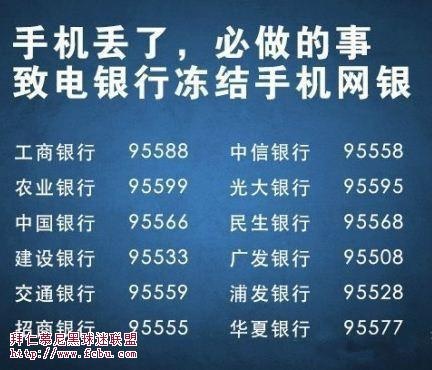 手机丢了，必做的事
致电银行冻结手机网银
工商银行 95588 中信银行 95558
农业银行 95599 光大银行 95595
中国银行 95566 民生银行 95568
建设银行 95533 广发银行 95508
交通银行 95559 浦发银行 95528
招商银行 95555 华夏银行 95577
拜仁慕尼黑球迷联盟
http://www.fcbu.com